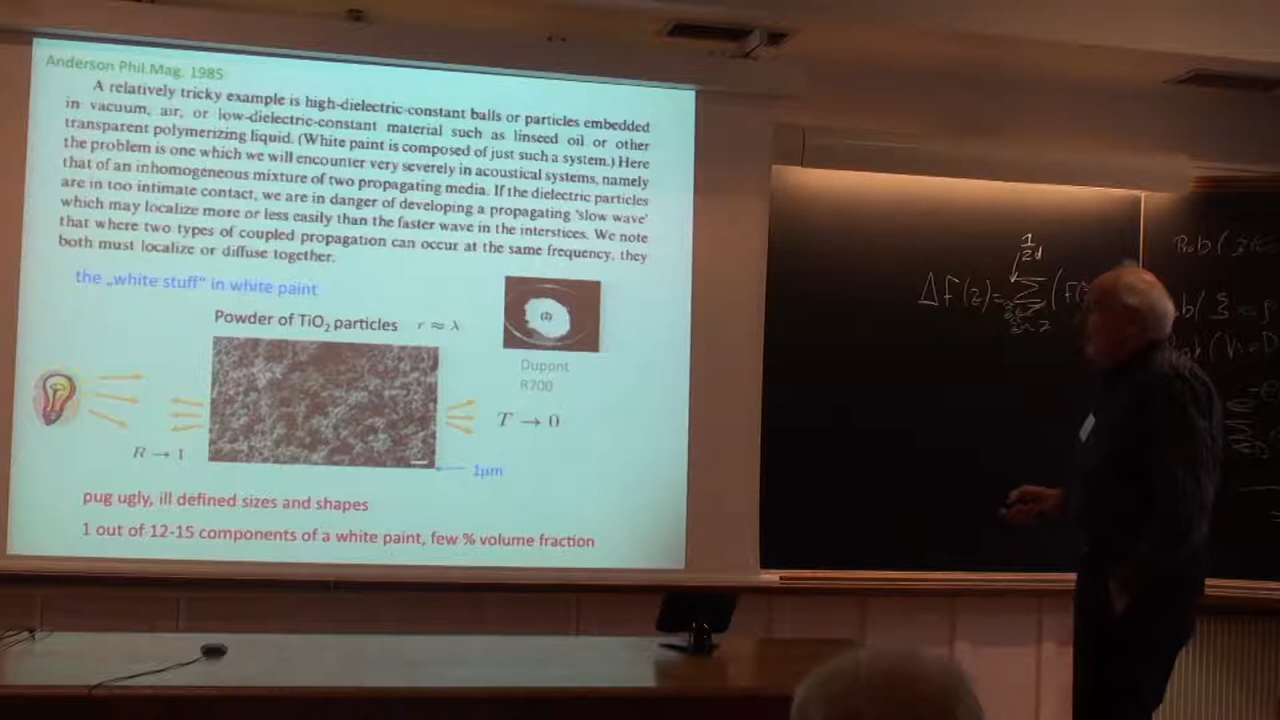 Anderson Phil.Mag. 1985
A relatively tricky example is high-dielectric-constant balls or particles embedded
in vacuum, air, or low-dielectric-constant material such as linseed oil or other
transparent polymerizing liquid. (White paint is composed of just such a system.) Here
the problem is one which we will encounter very severely in acoustical systems, namely
that of an inhomogeneous mixture of two propagating media. If the dielectric particles
are in too intimate contact, we are in danger of developing a propagating 'slow wave'
which may localize more or less easily than the faster wave in the interstices. We note
that where two types of coupled propagation can occur at the same frequency, they
both must localize or diffuse together.
the „white stuff“ in white paint
Powder of TiO₂ particles r ≈ λ
(2)
Dupont
R700
T → 0
R → 1
1μm
pug ugly, ill defined sizes and shapes
1 out of 12-15 components of a white paint, few % volume fraction
1/2d
Δf(z)=Σ(f(
Prob(